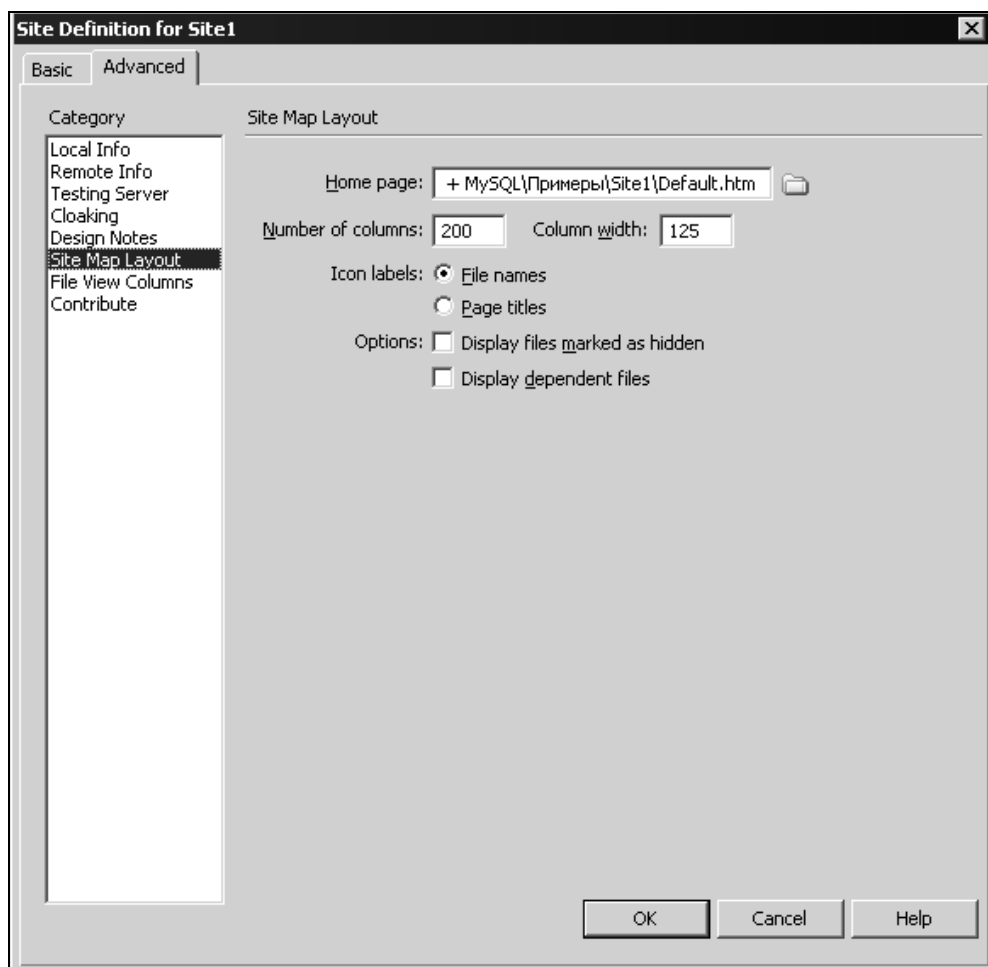 Site Definition for Site1
Basic
Advanced
Category
Local Info
Remote Info
Testing Server
Cloaking
Design Notes
Site Map Layout
File View Columns
Contribute
Site Map Layout
Home page: + MySQL\Примеры\Site1\Default.htm
Number of columns: 200 Column width: 125
Icon labels: File names
Page titles
Options: Display files marked as hidden
Display dependent files
OK Cancel Help